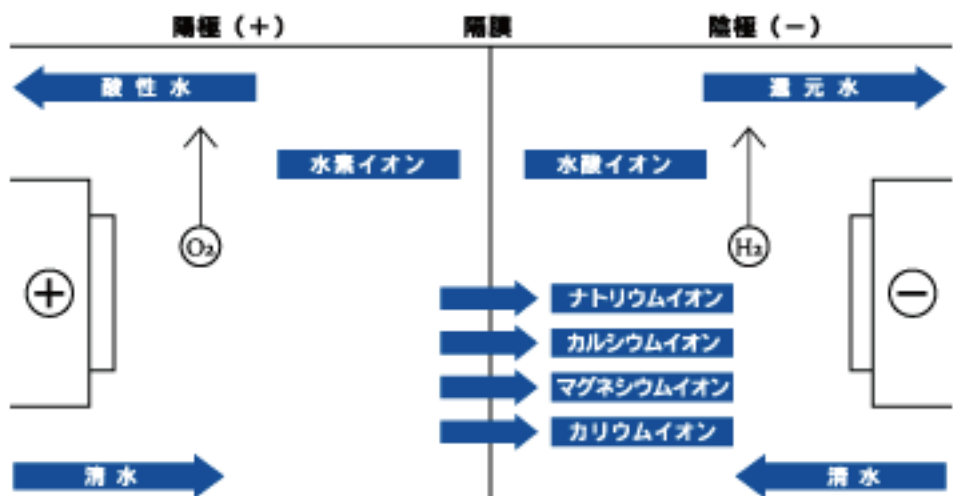 陽極（＋）
隔膜
陰極（－）
酸性水
還元水
水素イオン
水酸イオン
O₂
H₂
＋
－
ナトリウムイオン
カルシウムイオン
マグネシウムイオン
カリウムイオン
清水
清水